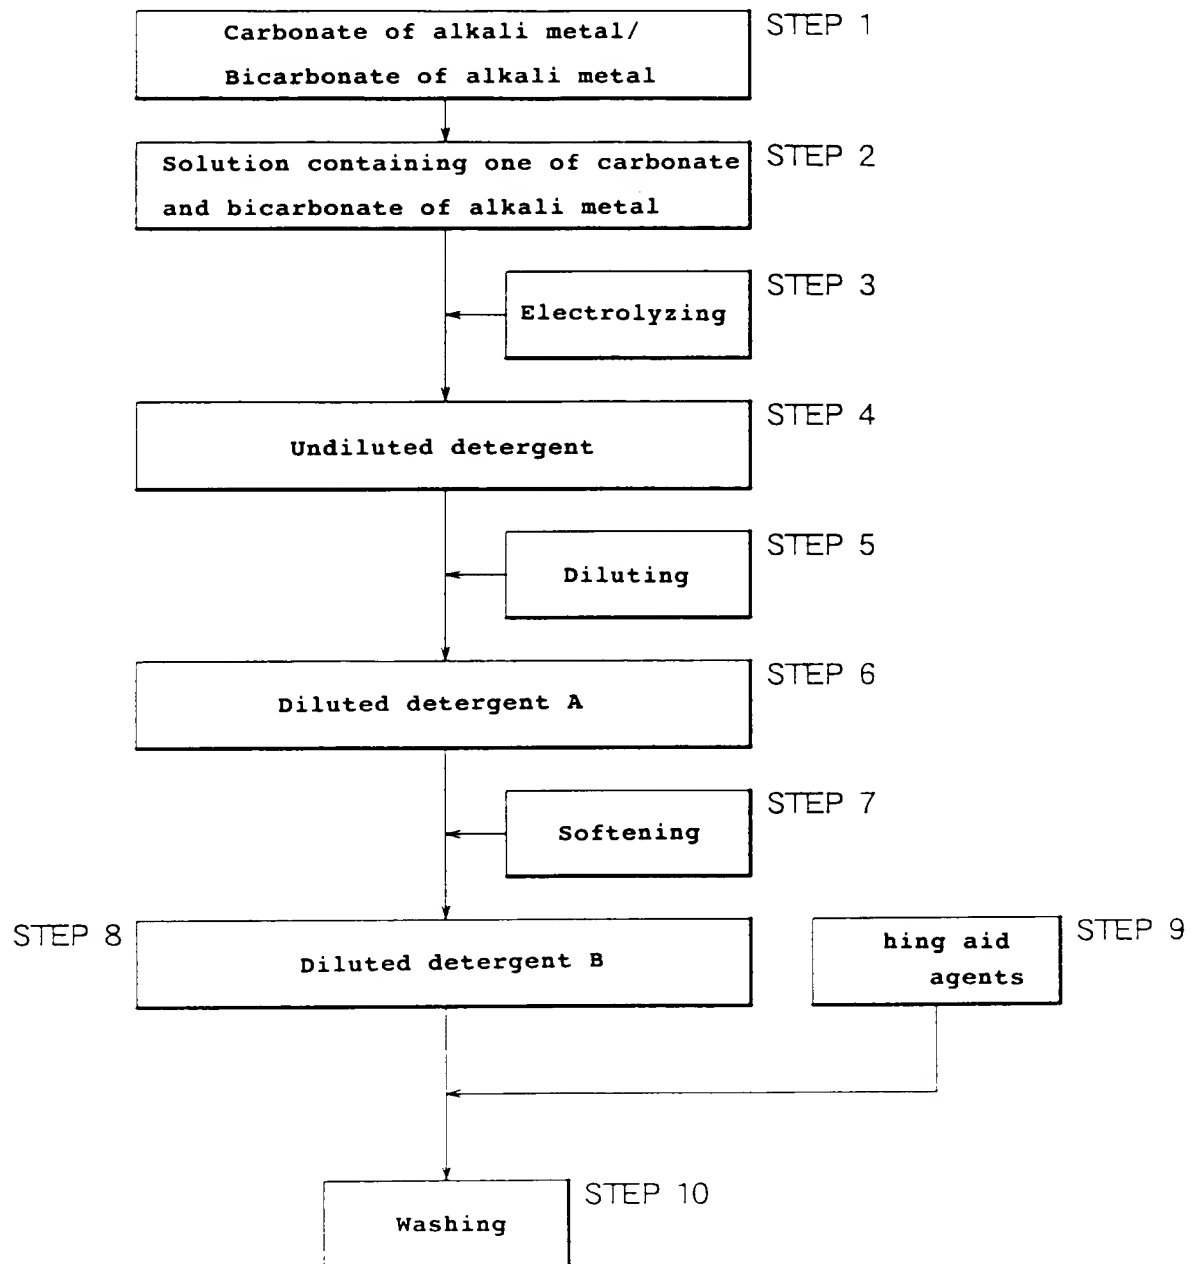 Carbonate of alkali metal/
Bicarbonate of alkali metal
STEP 1
Solution containing one of carbonate
and bicarbonate of alkali metal
STEP 2
Electrolyzing
STEP 3
Undiluted detergent
STEP 4
Diluting
STEP 5
Diluted detergent A
STEP 6
Softening
STEP 7
STEP 8
Diluted detergent B
hing aid
agents
STEP 9
Washing
STEP 10